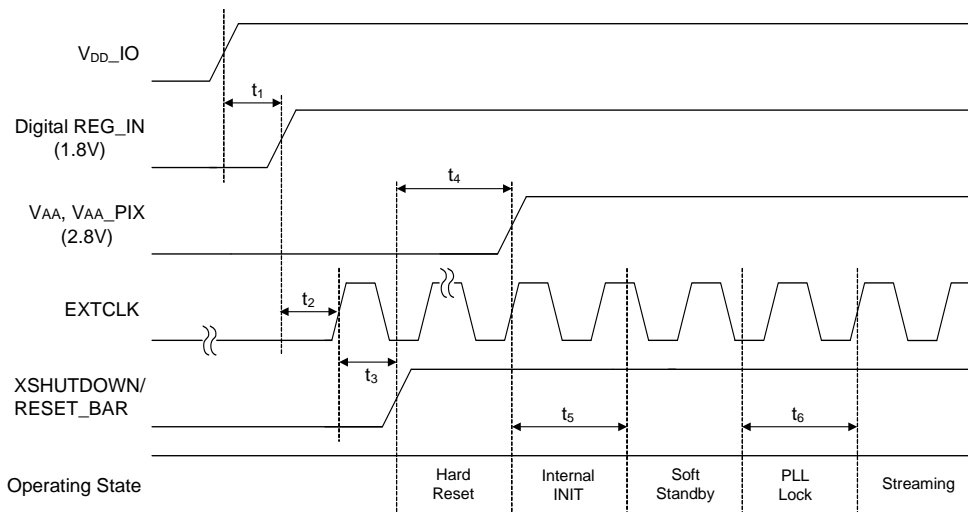 VDD_IO
t1
Digital REG_IN
(1.8V)
t4
VAA, VAA_PIX
(2.8V)
t2
EXTCLK
t3
XSHUTDOWN/
RESET_BAR
t5
t6
Operating State
Hard
Reset
Internal
INIT
Soft
Standby
PLL
Lock
Streaming